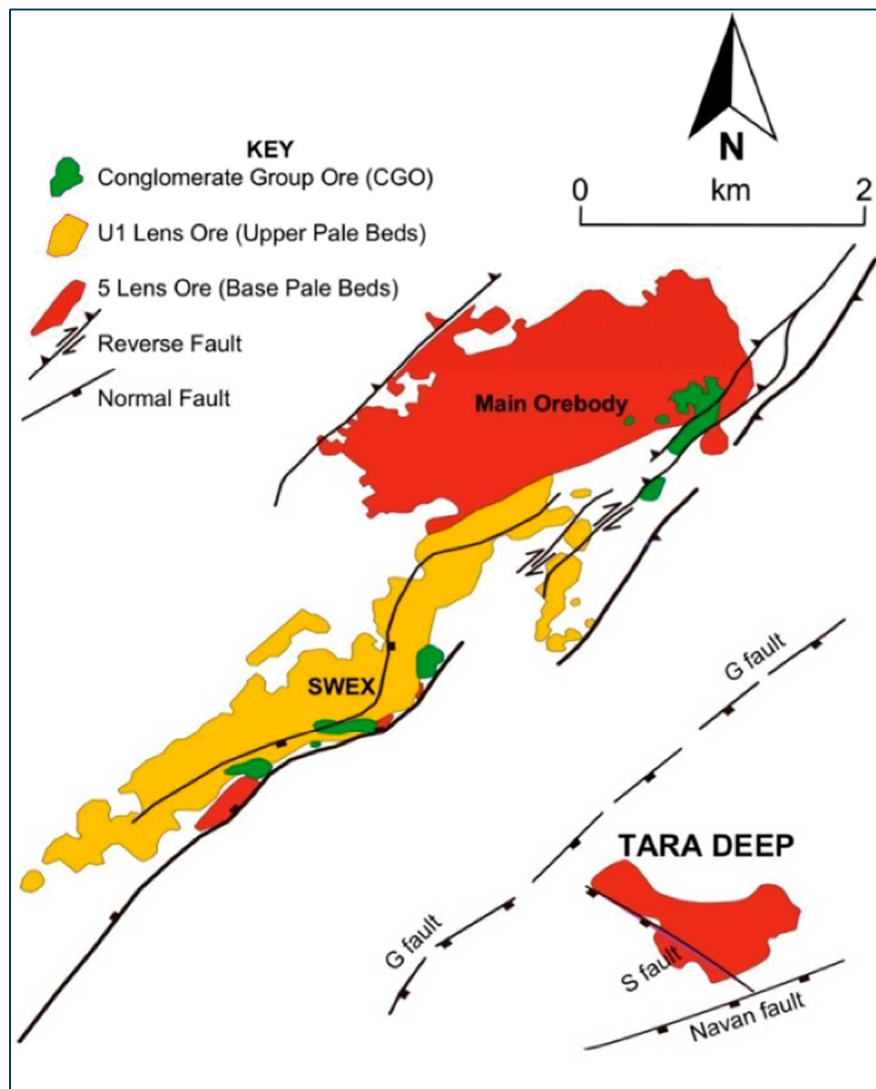 N
0
km
2
KEY
Conglomerate Group Ore (CGO)
U1 Lens Ore (Upper Pale Beds)
5 Lens Ore (Base Pale Beds)
Reverse Fault
Normal Fault
Main Orebody
SWEX
G fault
TARA DEEP
G fault
S fault
Navan fault